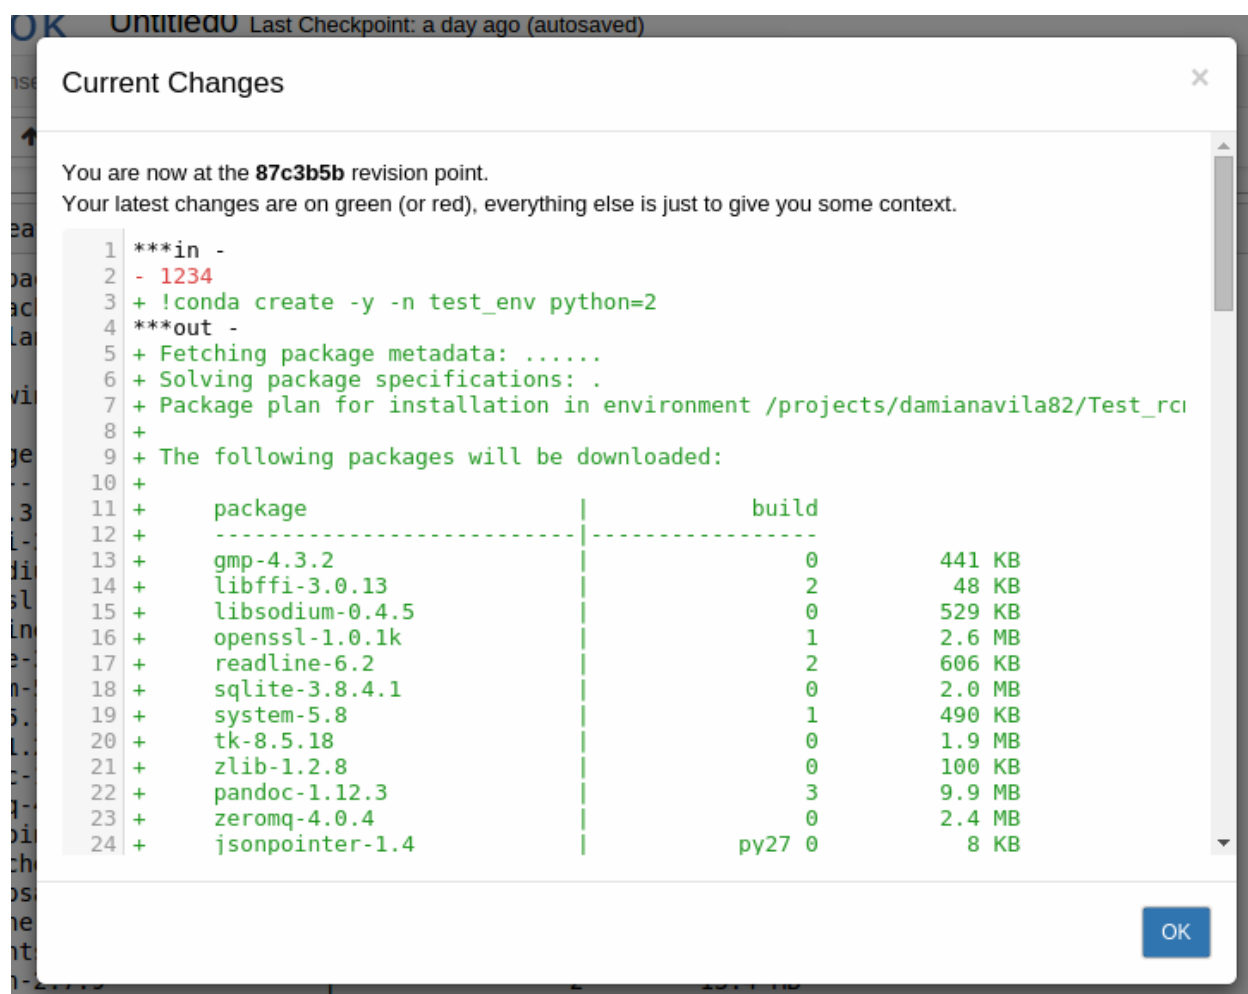 OK Untitled0 Last Checkpoint: a day ago (autosaved)
Current Changes ×
You are now at the 87c3b5b revision point.
Your latest changes are on green (or red), everything else is just to give you some context.
1 ***in -
2 - 1234
3 + !conda create -y -n test_env python=2
4 ***out -
5 + Fetching package metadata: ......
6 + Solving package specifications: .
7 + Package plan for installation in environment /projects/damianavila82/Test_rc
8 +
9 + The following packages will be downloaded:
10 +
11 + package | build
12 + ---------------------------|-----------------
13 + gmp-4.3.2 | 0 441 KB
14 + libffi-3.0.13 | 2 48 KB
15 + libsodium-0.4.5 | 0 529 KB
16 + openssl-1.0.1k | 1 2.6 MB
17 + readline-6.2 | 2 606 KB
18 + sqlite-3.8.4.1 | 0 2.0 MB
19 + system-5.8 | 1 490 KB
20 + tk-8.5.18 | 0 1.9 MB
21 + zlib-1.2.8 | 0 100 KB
22 + pandoc-1.12.3 | 3 9.9 MB
23 + zeromq-4.0.4 | 0 2.4 MB
24 + jsonpointer-1.4 | py27 0 8 KB
OK